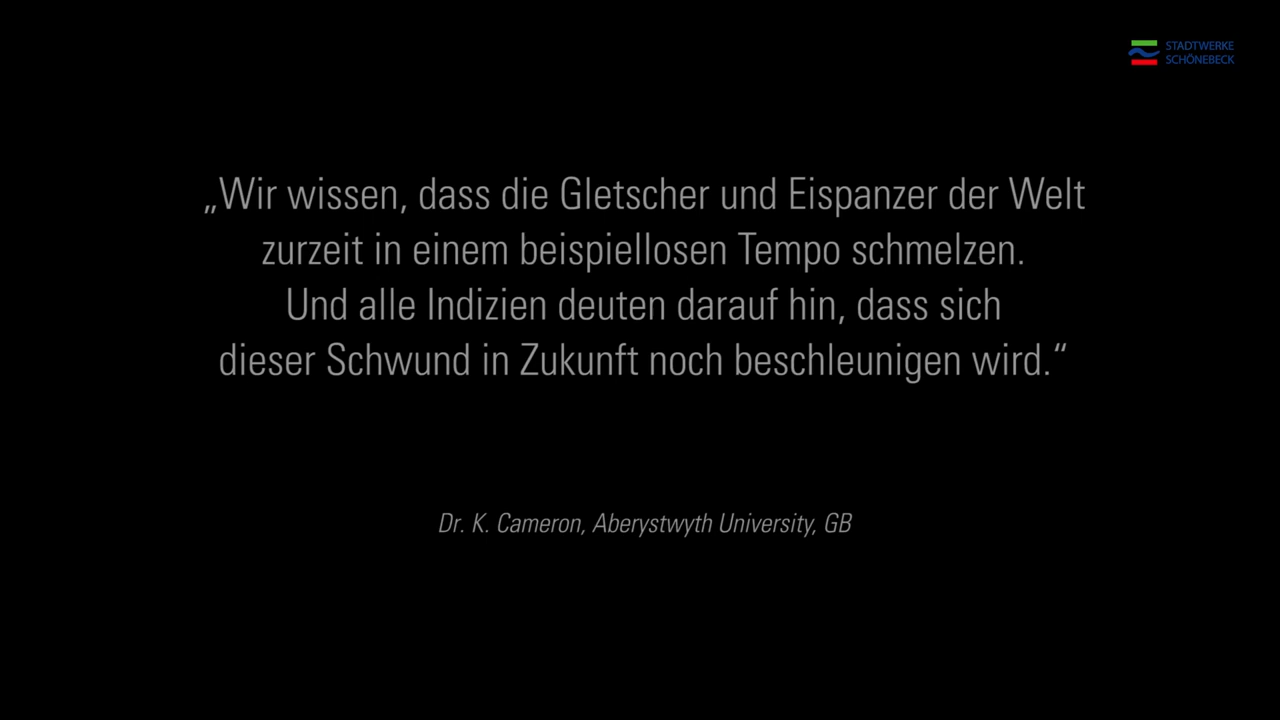 STADTWERKE
SCHÖNEBECK
„Wir wissen, dass die Gletscher und Eispanzer der Welt
zurzeit in einem beispiellosen Tempo schmelzen.
Und alle Indizien deuten darauf hin, dass sich
dieser Schwund in Zukunft noch beschleunigen wird.“
Dr. K. Cameron, Aberystwyth University, GB